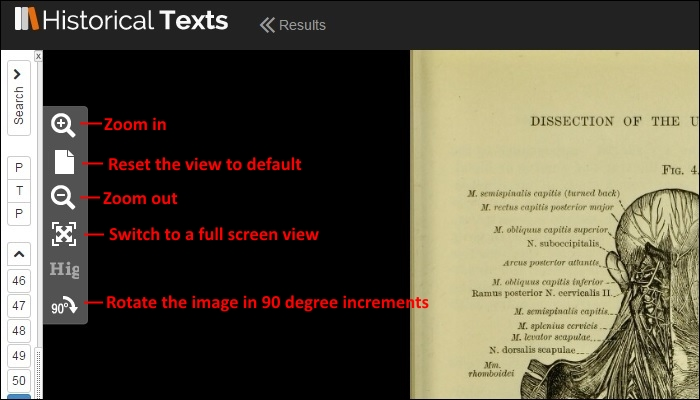 Historical Texts
Results
x
Search
Zoom in
Reset the view to default
P
T
Zoom out
P
Switch to a full screen view
Hig
46
47
90°
Rotate the image in 90 degree increments
48
49
50
DISSECTION OF THE U
FIG. 4.
M. semispinalis capitis (turned back)
M. rectus capitis posterior major
M. obliquus capitis superior
N. suboccipitalis
Arcus posterior atlantis
M. obliquus capitis inferior
Ramus posterior N. cervicalis II.
M. semispinalis capitis.
M. splenius cervicis
M. levator scapulae
N. dorsalis scapulae
Mm.
rhomboidei